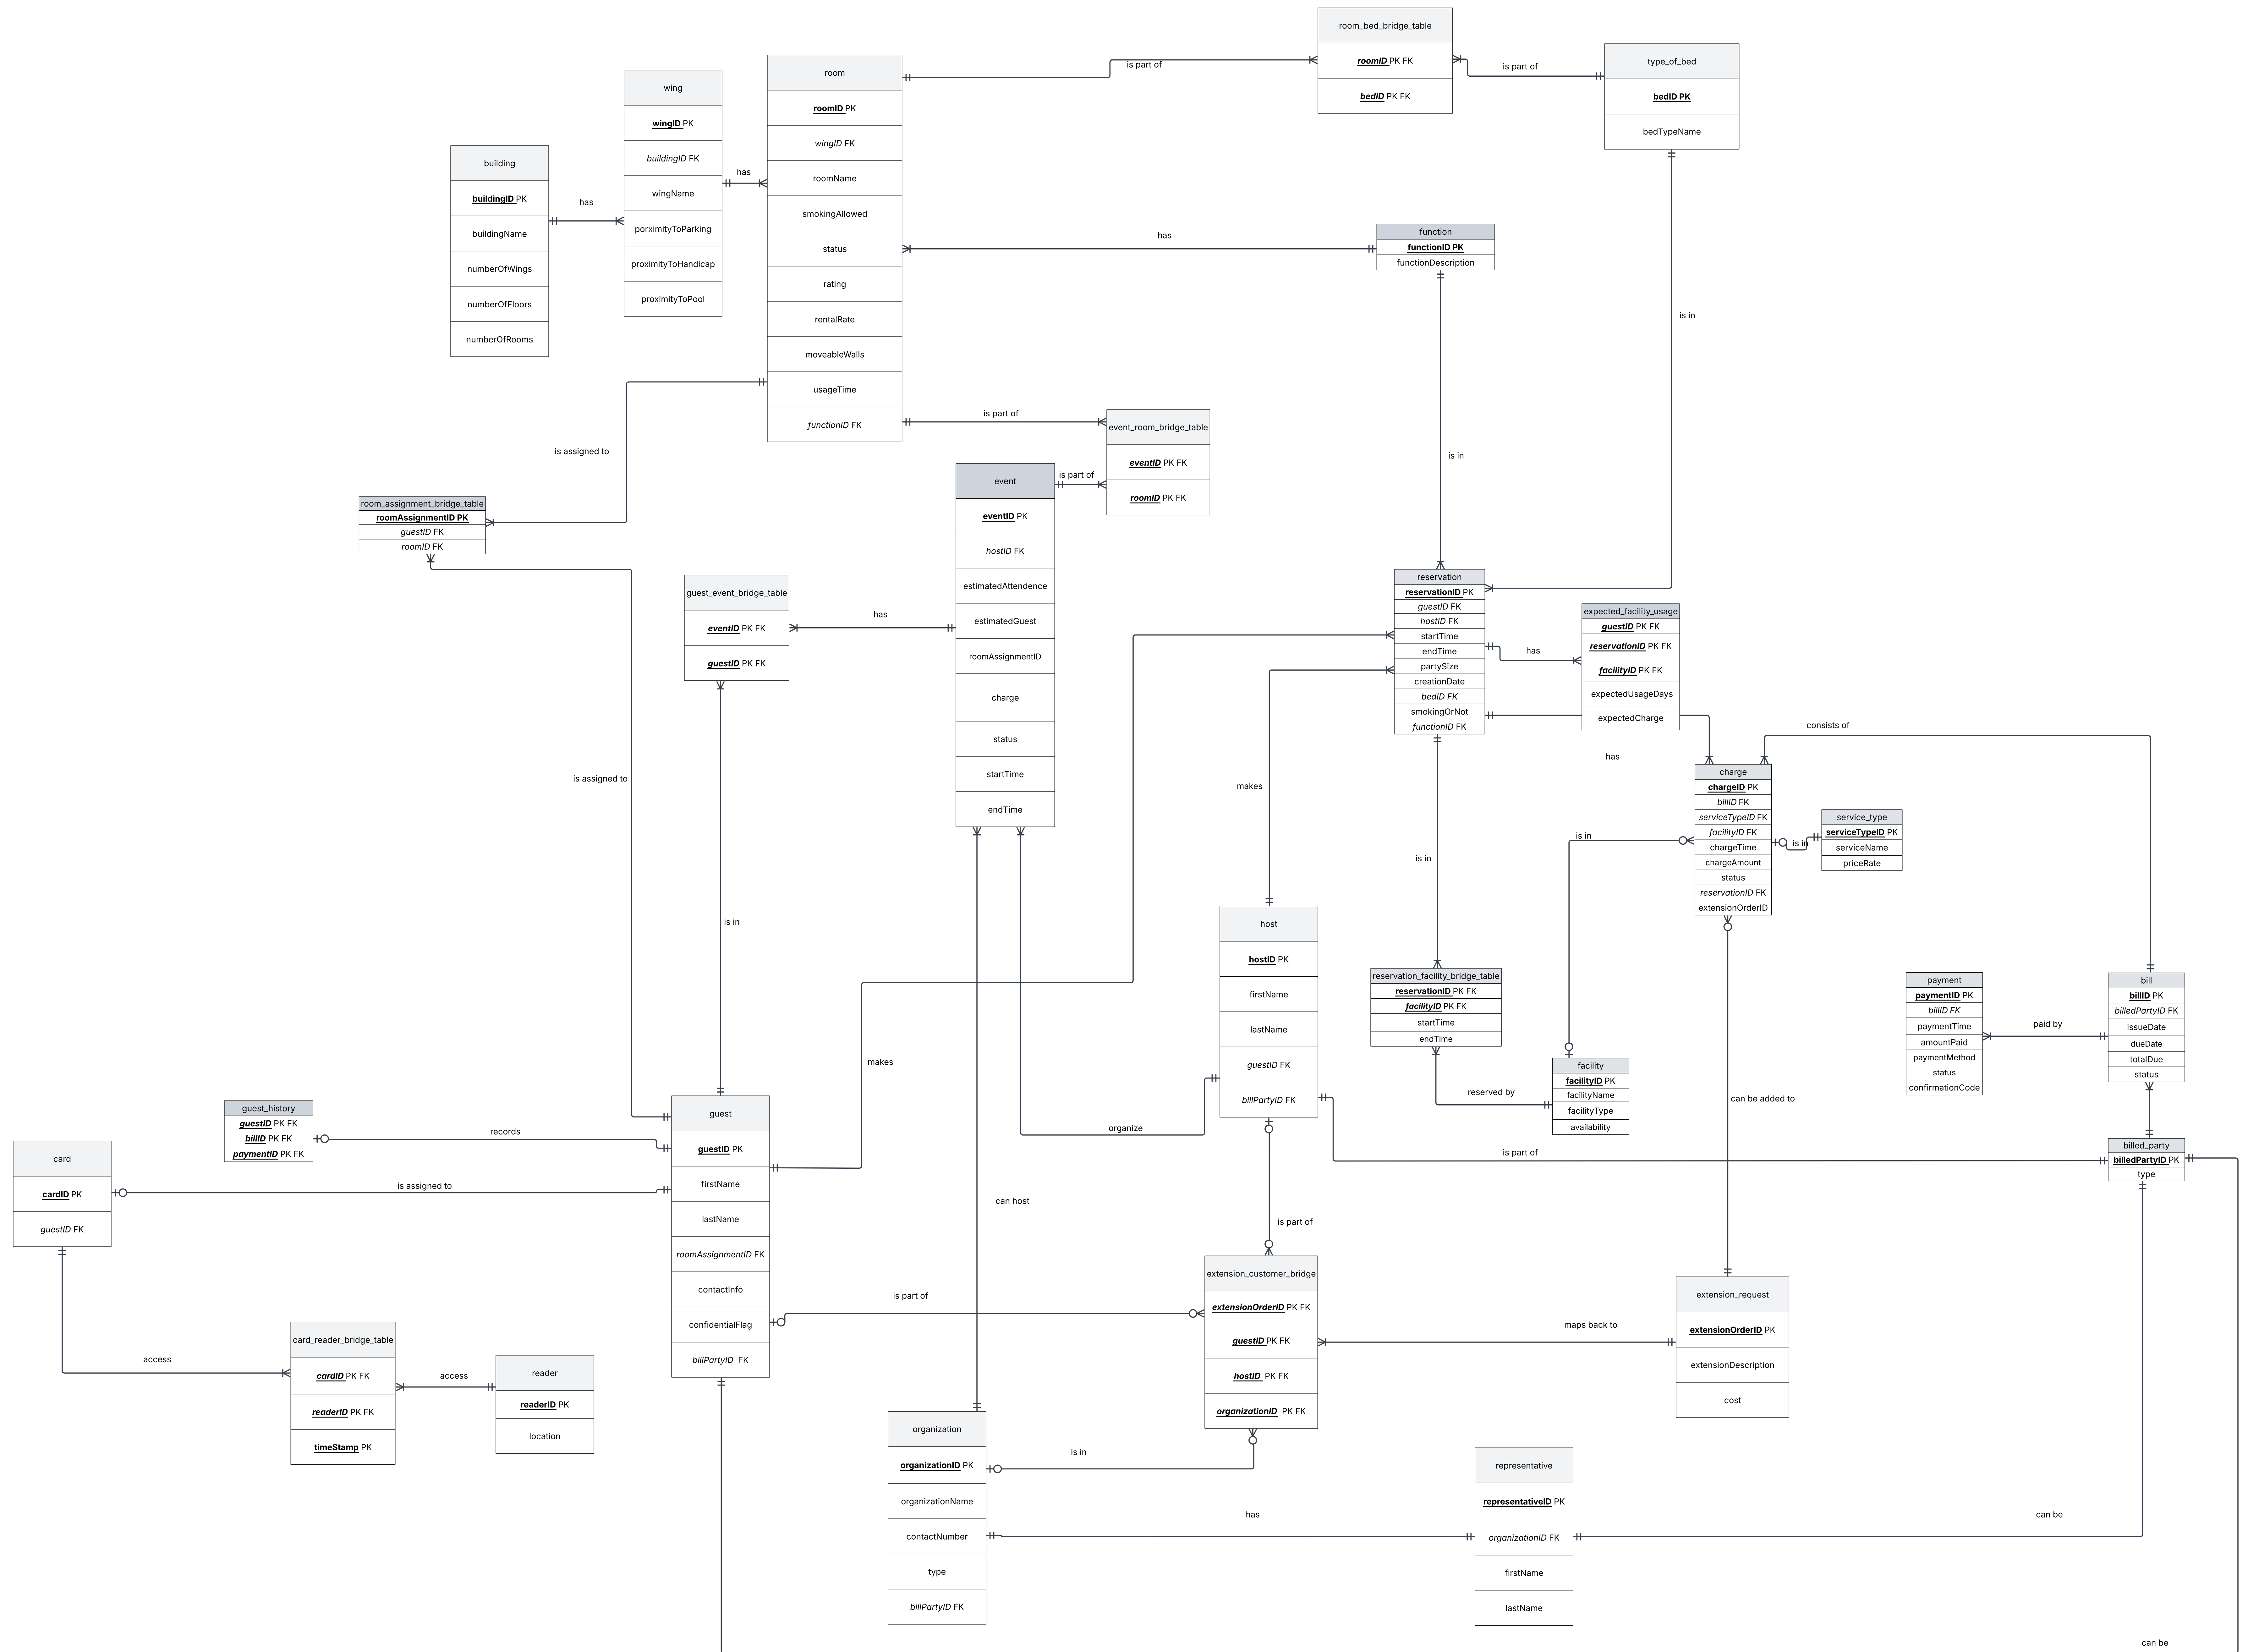 room_bed_bridge_table
roomID PK FK
bedID PK FK
is part of
is part of
type_of_bed
bedID PK
bedTypeName
room
roomID PK
wingID FK
roomName
smokingAllowed
status
rating
rentalRate
moveableWalls
usageTime
functionID FK
wing
wingID PK
buildingID FK
wingName
porximityToParking
proximityToHandicap
proximityToPool
has
building
buildingID PK
buildingName
numberOfWings
numberOfFloors
numberOfRooms
has
has
function
functionID PK
functionDescription
is in
is in
is assigned to
is part of
event_room_bridge_table
eventID PK FK
roomID PK FK
is part of
event
eventID PK
hostID FK
estimatedAttendence
estimatedGuest
roomAssignmentID
charge
status
startTime
endTime
room_assignment_bridge_table
roomAssignmentID PK
guestID FK
roomID FK
guest_event_bridge_table
eventID PK FK
guestID PK FK
has
reservation
reservationID PK
guestID FK
hostID FK
startTime
endTime
partySize
creationDate
bedID FK
smokingOrNot
functionID FK
has
expected_facility_usage
guestID PK FK
reservationID PK FK
facilityID PK FK
expectedUsageDays
expectedCharge
has
consists of
charge
chargeID PK
billID FK
serviceTypeID FK
facilityID FK
chargeTime
chargeAmount
status
reservationID FK
extensionOrderID
is in
is in
service_type
serviceTypeID PK
serviceName
priceRate
is assigned to
makes
is in
is in
host
hostID PK
firstName
lastName
guestID FK
billPartyID FK
reservation_facility_bridge_table
reservationID PK FK
facilityID PK FK
startTime
endTime
reserved by
facility
facilityID PK
facilityName
facilityType
availability
payment
paymentID PK
billID FK
paymentTime
amountPaid
paymentMethod
status
confirmationCode
paid by
bill
billID PK
billedPartyID FK
issueDate
dueDate
totalDue
status
makes
can be added to
organize
is part of
billed_party
billedPartyID PK
type
guest_history
guestID PK FK
billID PK FK
paymentID PK FK
records
guest
guestID PK
firstName
lastName
roomAssignmentID FK
contactInfo
confidentialFlag
billPartyID FK
card
cardID PK
guestID FK
is assigned to
can host
is part of
is part of
extension_customer_bridge
extensionOrderID PK FK
guestID PK FK
hostID PK FK
organizationID PK FK
maps back to
extension_request
extensionOrderID PK
extensionDescription
cost
access
card_reader_bridge_table
cardID PK FK
readerID PK FK
timeStamp PK
access
reader
readerID PK
location
organization
organizationID PK
organizationName
contactNumber
type
billPartyID FK
is in
has
representative
representativeID PK
organizationID FK
firstName
lastName
can be
can be